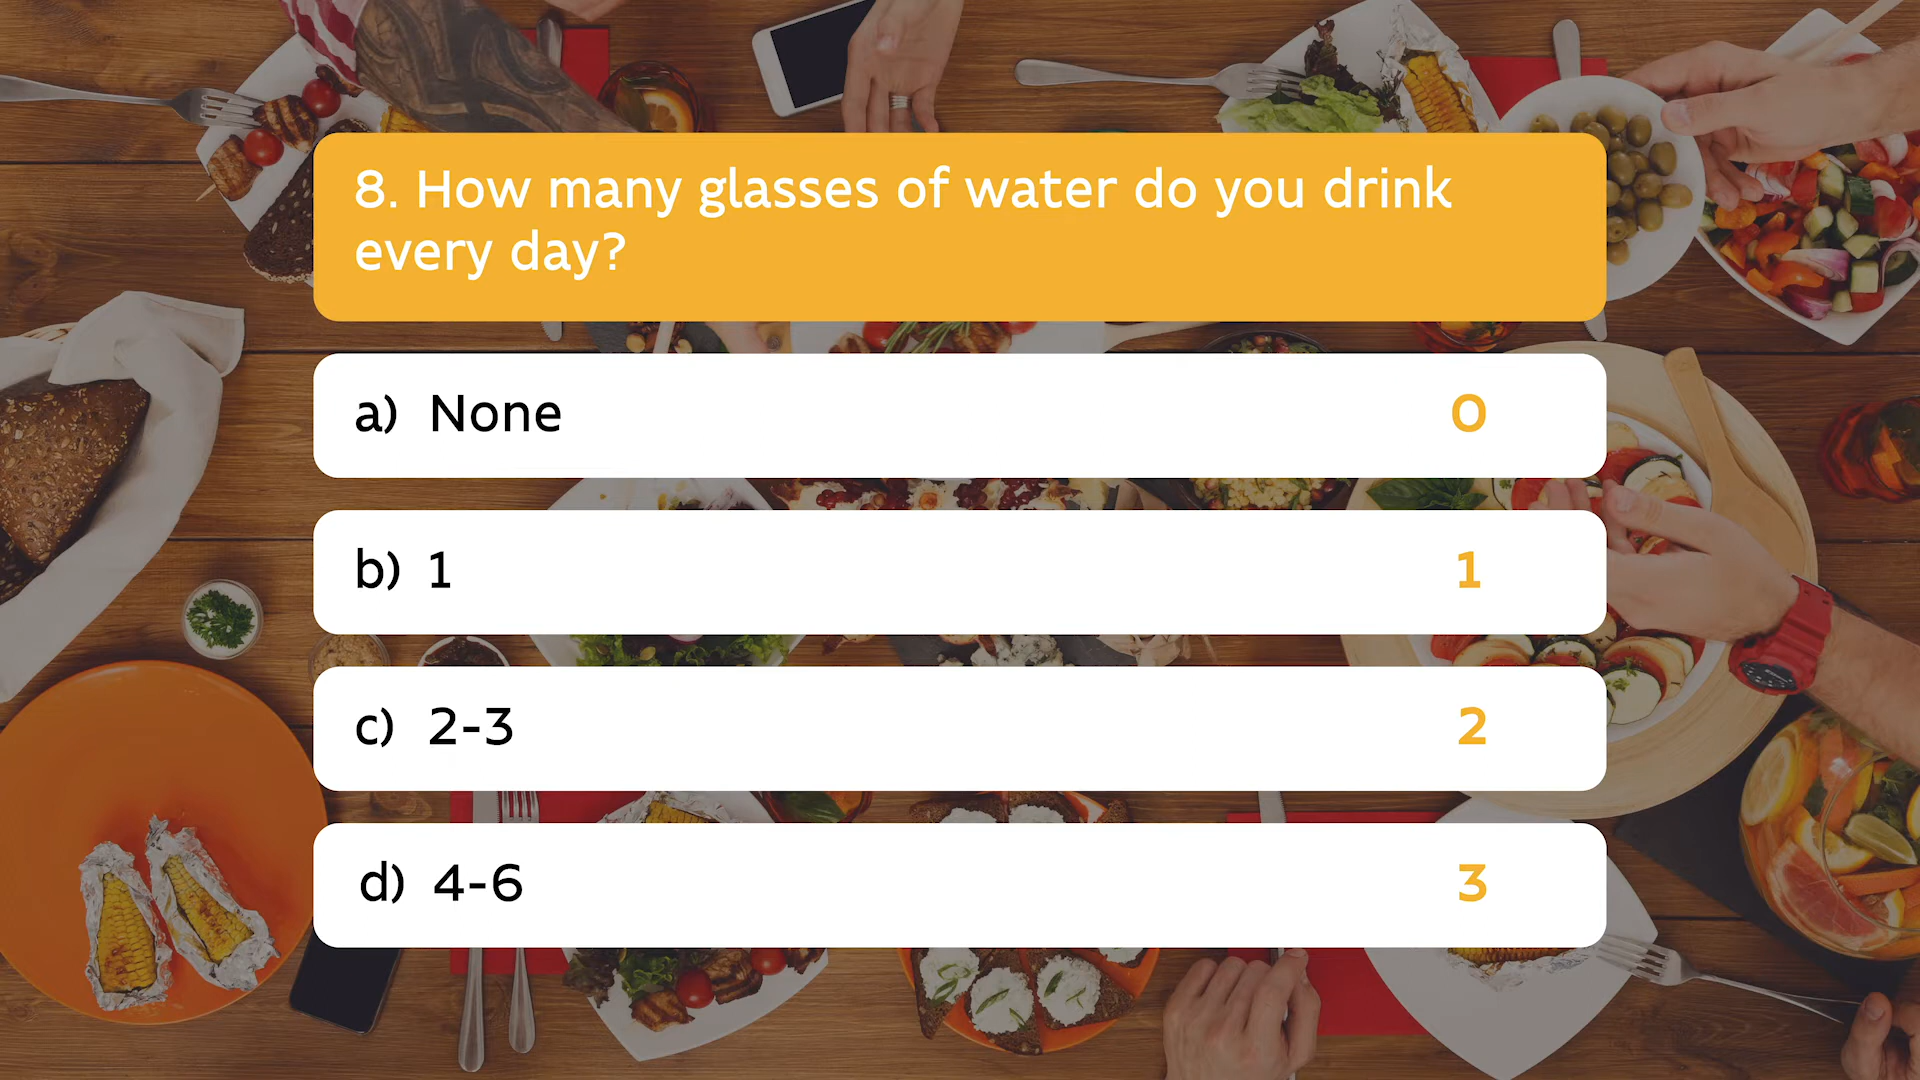 8. How many glasses of water do you drink
every day?
a) None 0
b) 1 1
c) 2-3 2
d) 4-6 3